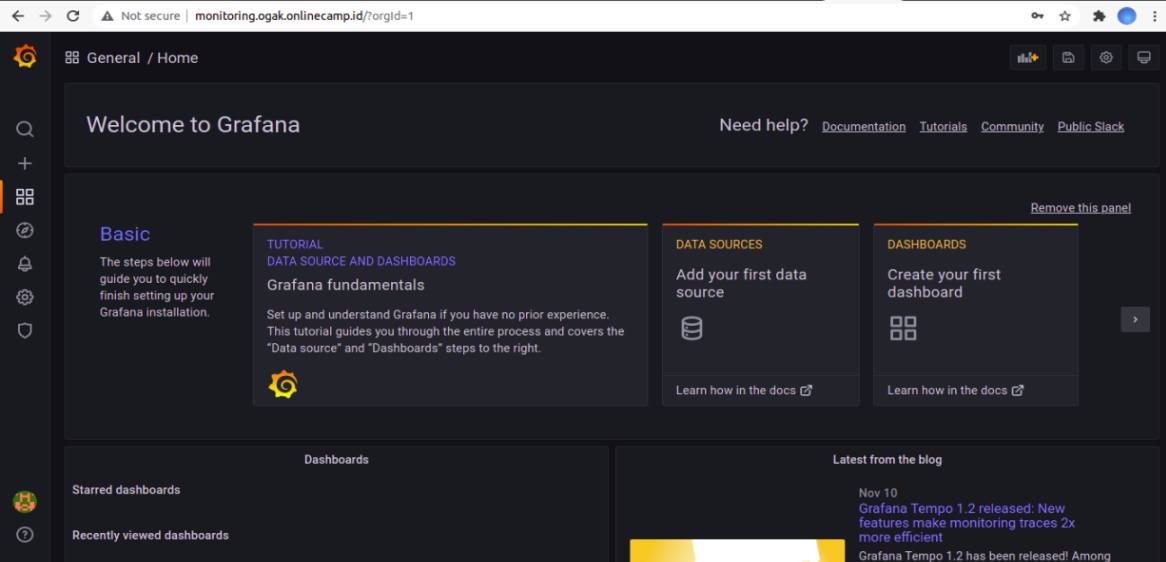 Not secure | monitoring.ogak.onlinecamp.id/?orgId=1
General / Home
Welcome to Grafana
Need help? Documentation Tutorials Community Public Slack
Remove this panel
Basic
The steps below will
guide you to quickly
finish setting up your
Grafana installation.
TUTORIAL
DATA SOURCE AND DASHBOARDS
Grafana fundamentals
Set up and understand Grafana if you have no prior experience.
This tutorial guides you through the entire process and covers the
“Data source” and “Dashboards” steps to the right.
DATA SOURCES
Add your first data
source
Learn how in the docs
DASHBOARDS
Create your first
dashboard
Learn how in the docs
Dashboards
Starred dashboards
Recently viewed dashboards
Latest from the blog
Nov 10
Grafana Tempo 1.2 released: New
features make monitoring traces 2x
more efficient
Grafana Tempo 1.2 has been released! Among